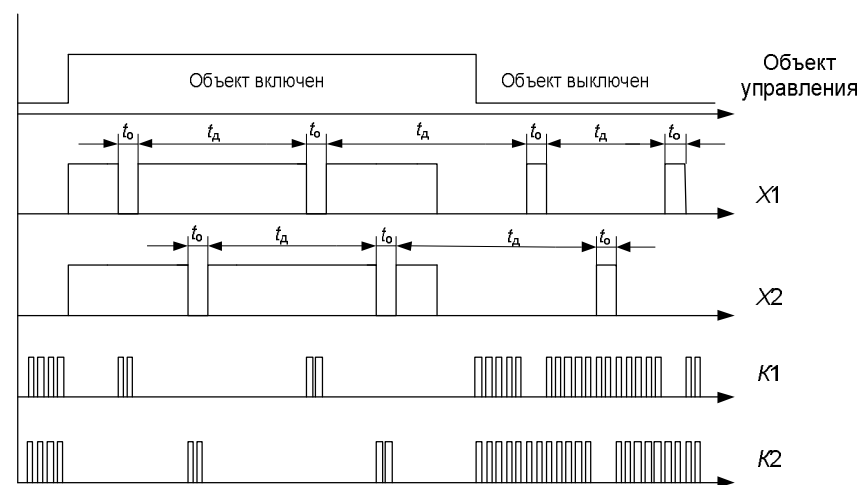 Объект включен
Объект выключен
Объект
управления
tо
tд
tо
tд
tо
tд
tо
X1
tо
tд
tо
tд
tо
X2
K1
K2